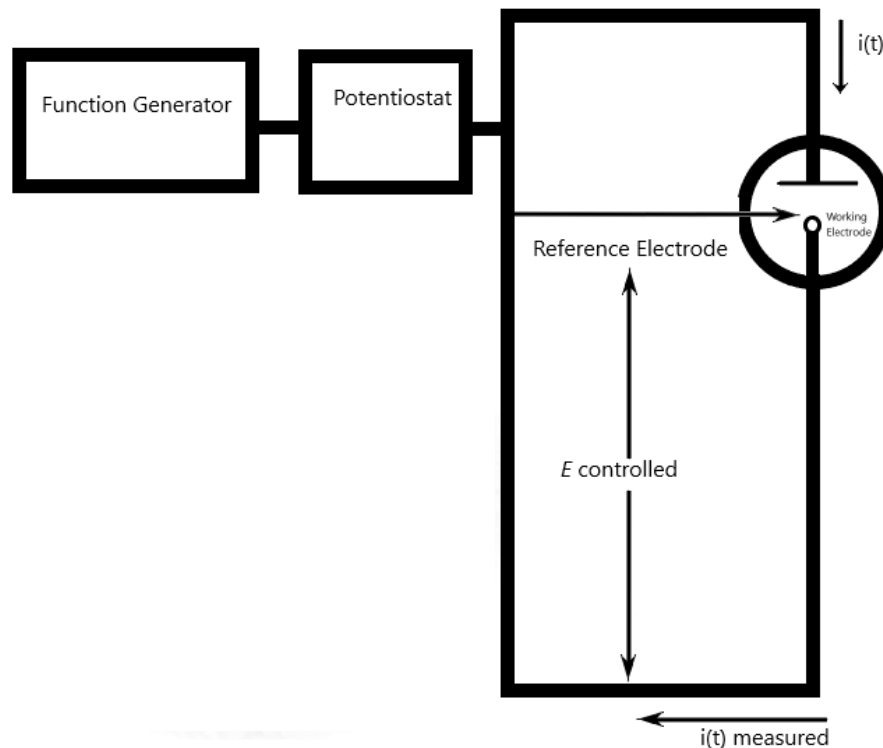 Function Generator
Potentiostat
i(t)
Working
Electrode
Reference Electrode
E controlled
i(t) measured